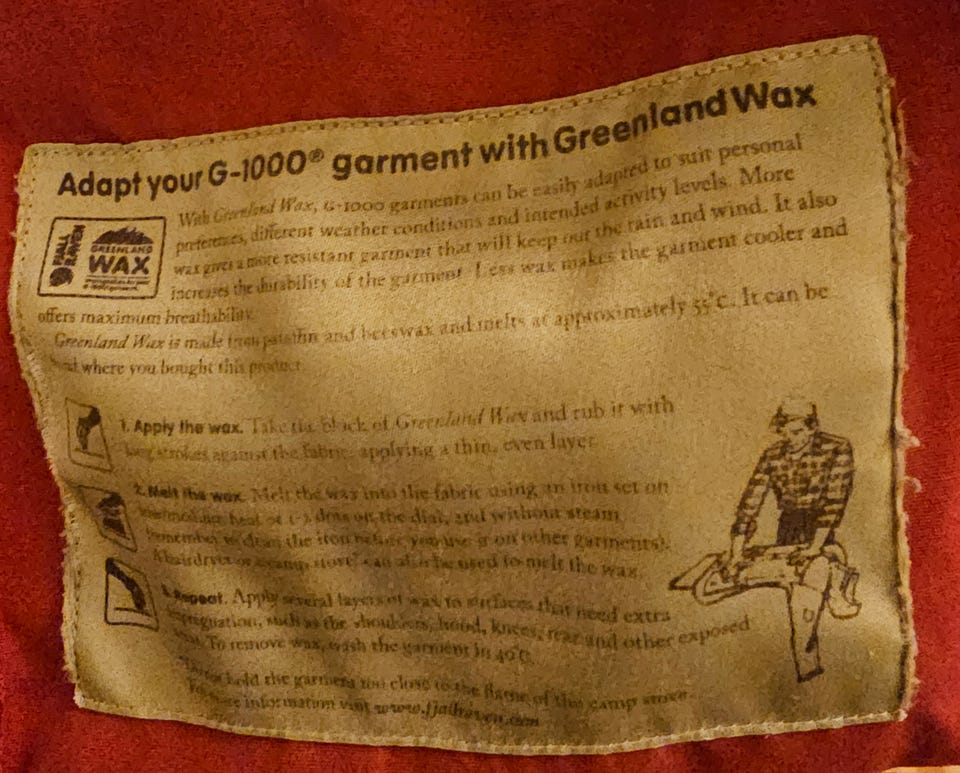 Adapt your G-1000® garment with Greenland Wax
FJÄLL
RÄVEN
GREENLAND
WAX
With Greenland Wax, G-1000 garments can be easily adapted to suit personal
preferences, different weather conditions and intended activity levels. More
wax gives a more resistant garment that will keep out the rain and wind. It also
increases the durability of the garment. Less wax makes the garment cooler and
offers maximum breathability.
Greenland Wax is made from paraffin and beeswax and melts at approximately 55°C. It can be
where you bought this product.
1. Apply the wax. Take the block of Greenland Wax and rub it with
long strokes against the fabric, applying a thin, even layer.
2. Melt the wax. Melt the wax into the fabric using an iron set on
medium heat or 1-2 dots on the dial, and without steam
(remember to clean the iron before you use it on other garments).
A hairdryer or camp stove* can also be used to melt the wax.
3. Repeat. Apply several layers of wax to surfaces that need extra
impregnation, such as the shoulders, hood, knees, rear and other exposed
To remove wax, wash the garment in 40°C.
hold the garment too close to the flame of the camp stove.
For more information visit www.fjallraven.com